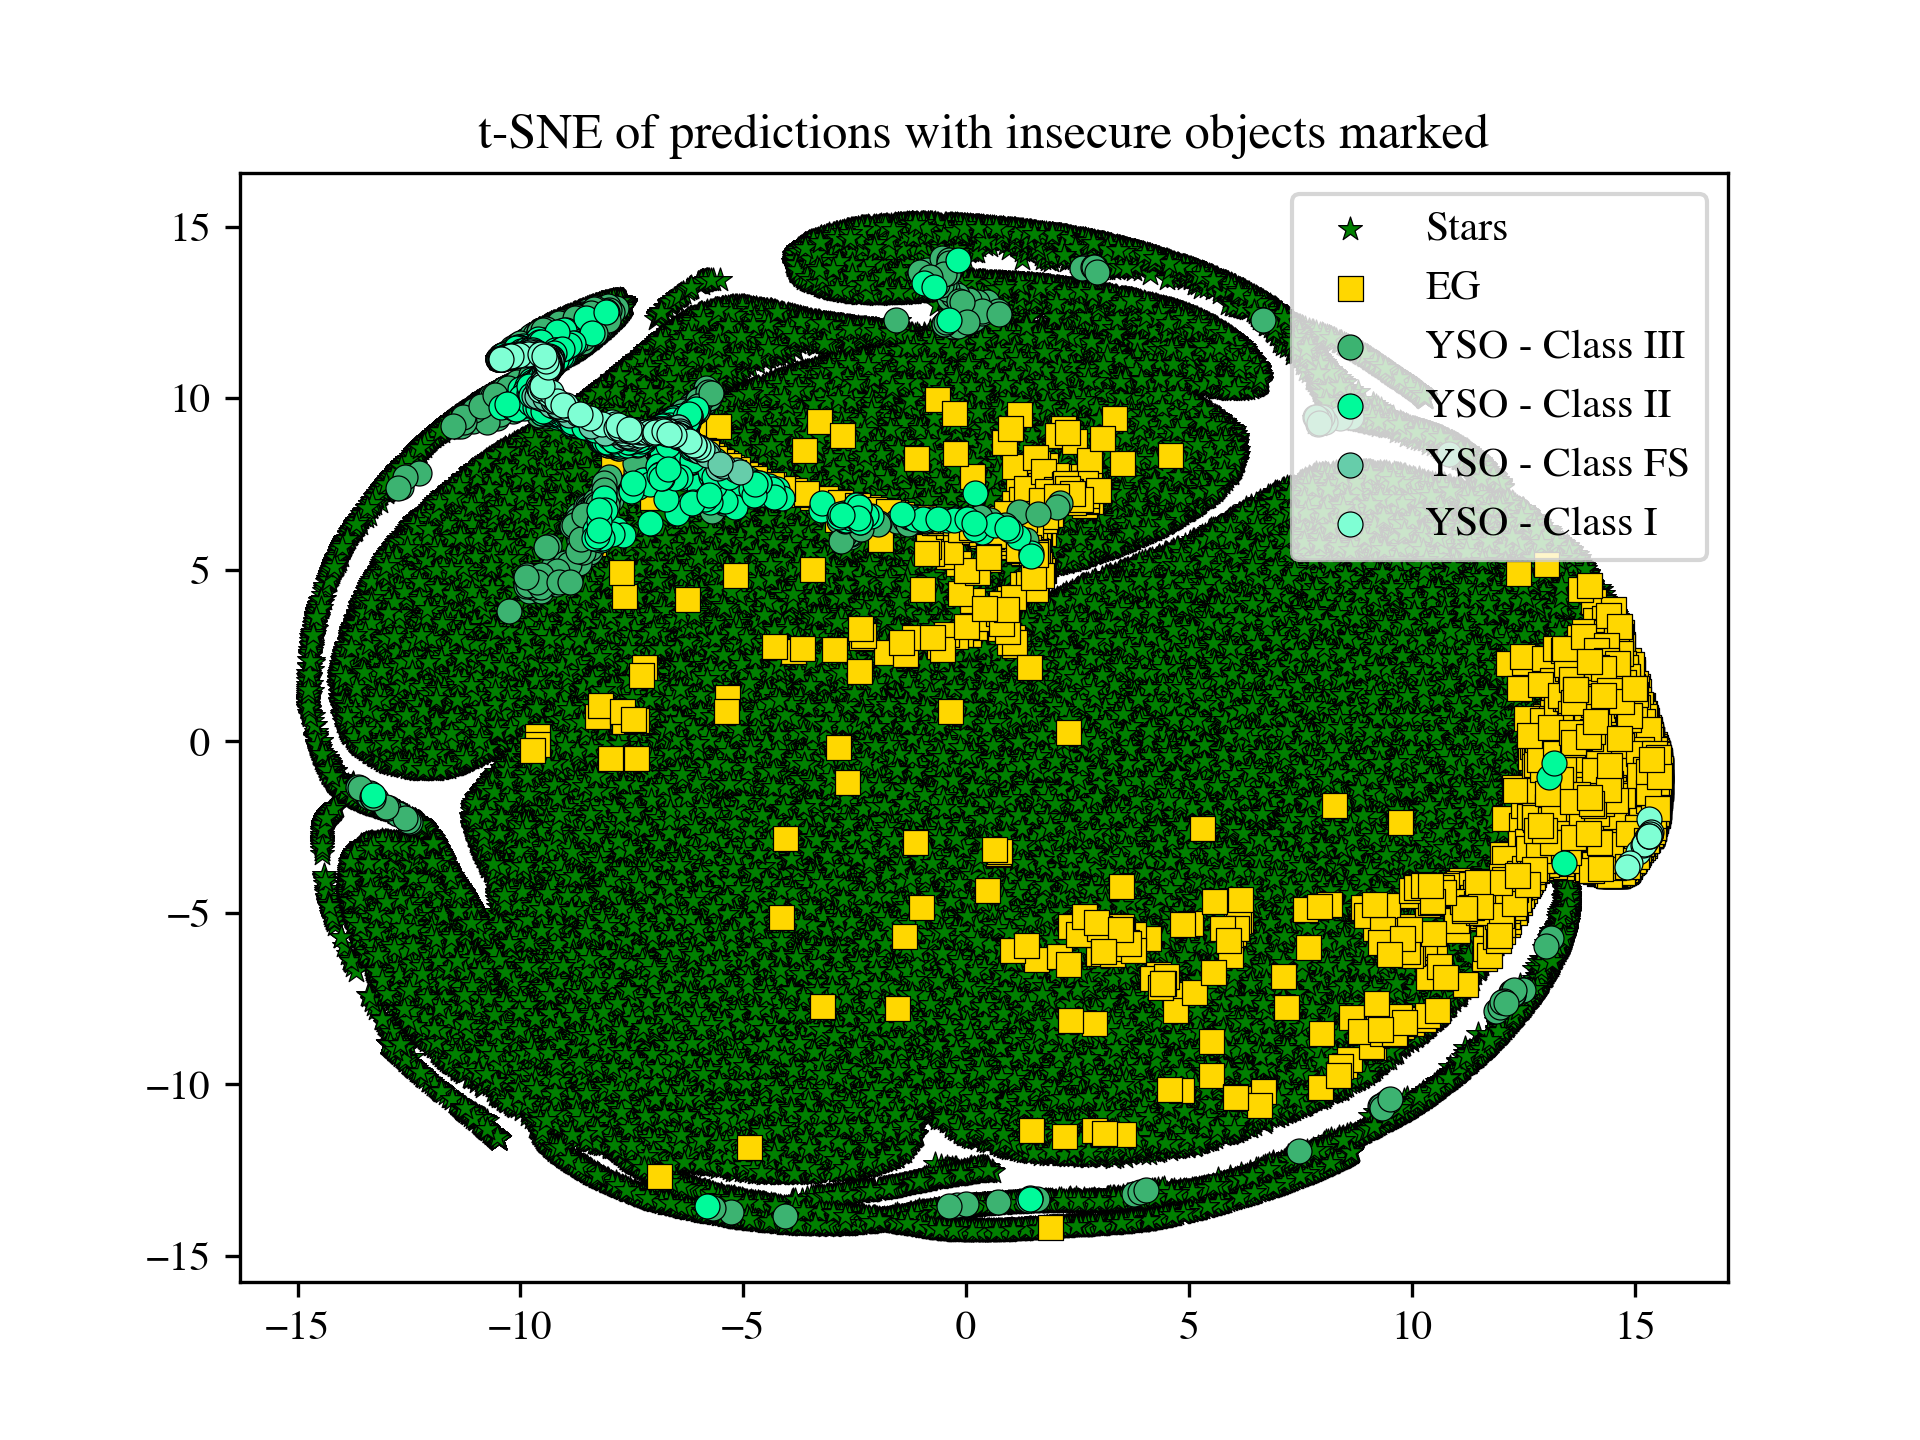 t-SNE of predictions with insecure objects marked
Stars
EG
YSO - Class III
YSO - Class II
YSO - Class FS
YSO - Class I
15
10
5
0
−5
−10
−15
−15 −10 −5 0 5 10 15